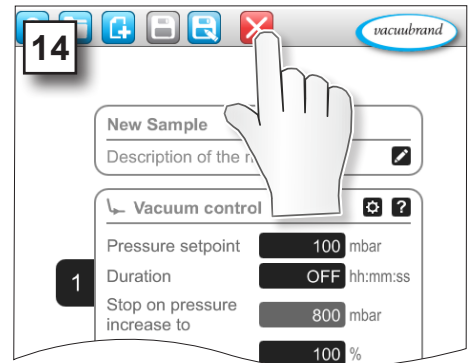 14
vacuubrand
New Sample
Description of the
Vacuum control
?
Pressure setpoint 100 mbar
1
Duration OFF hh:mm:ss
Stop on pressure
increase to 800 mbar
100 %